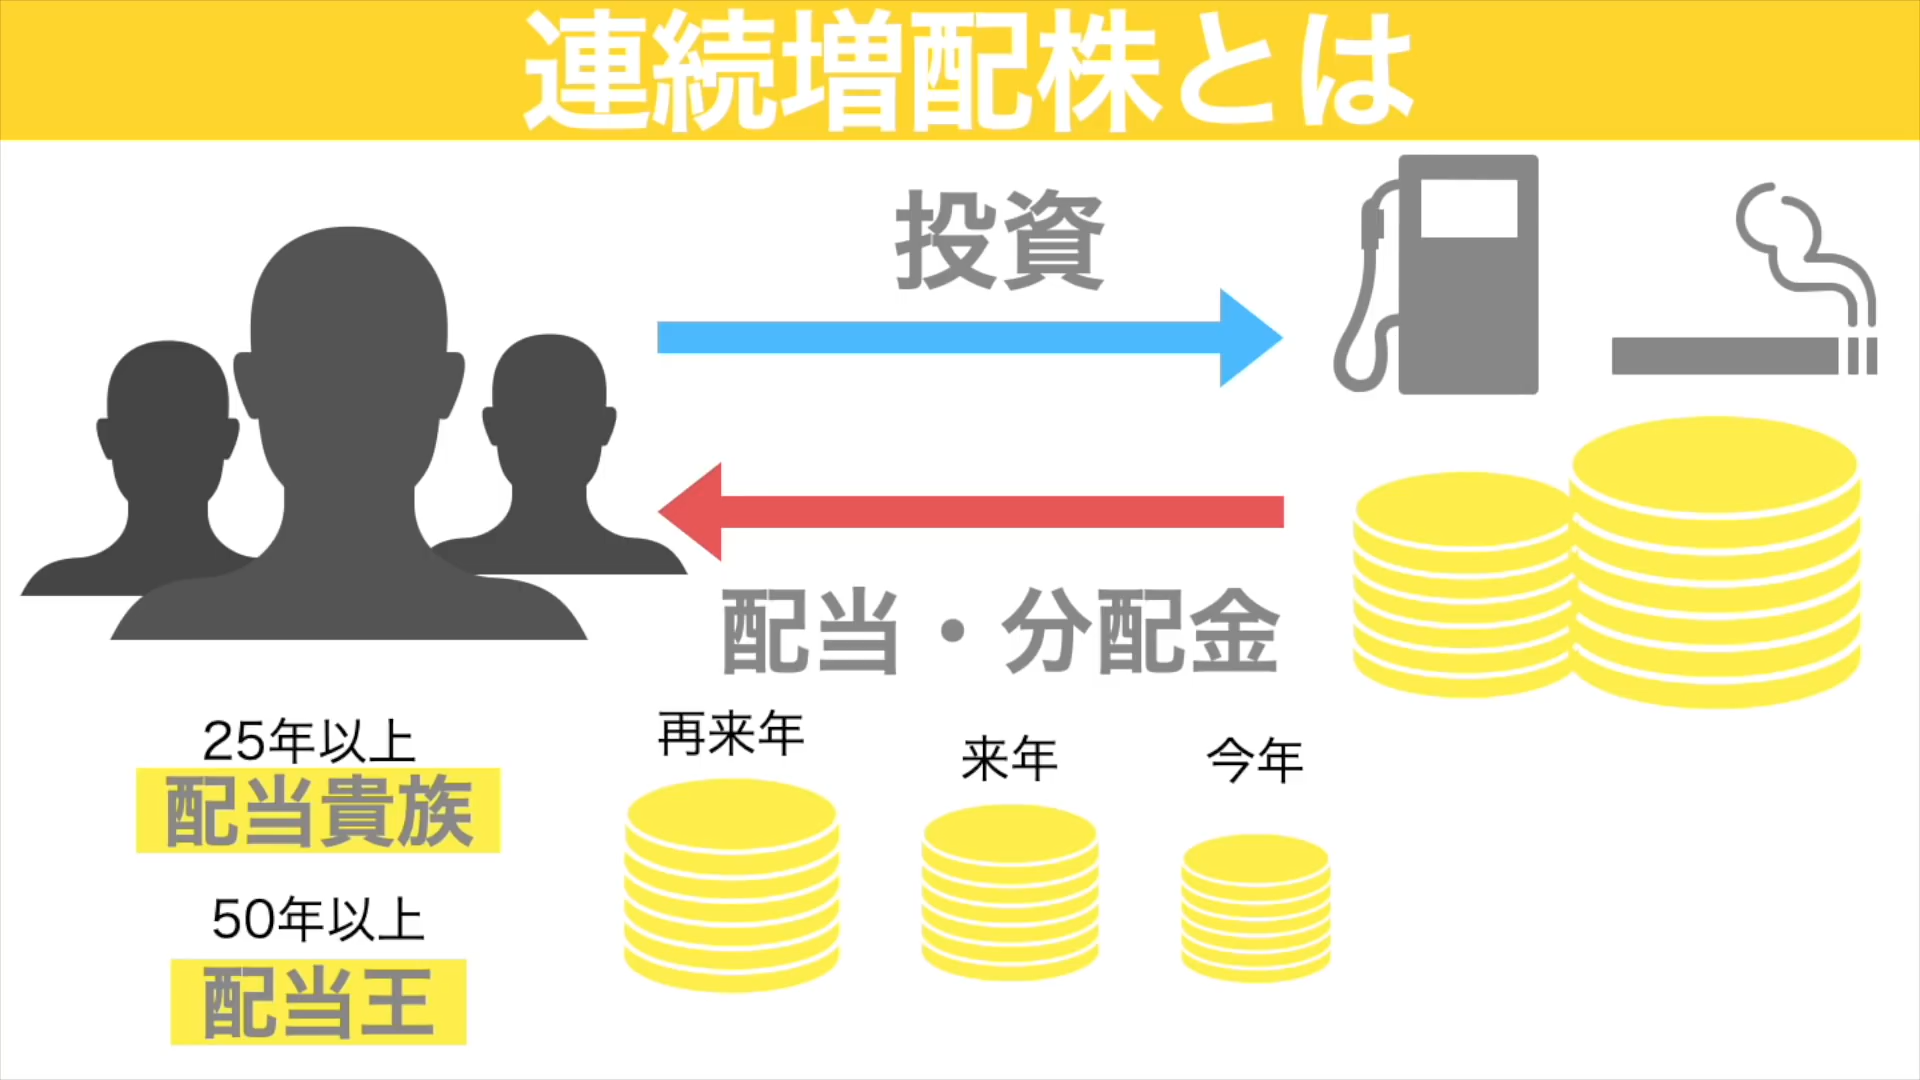 連続増配株とは
投資
配当・分配金
25年以上
配当貴族
50年以上
配当王
再来年
来年
今年